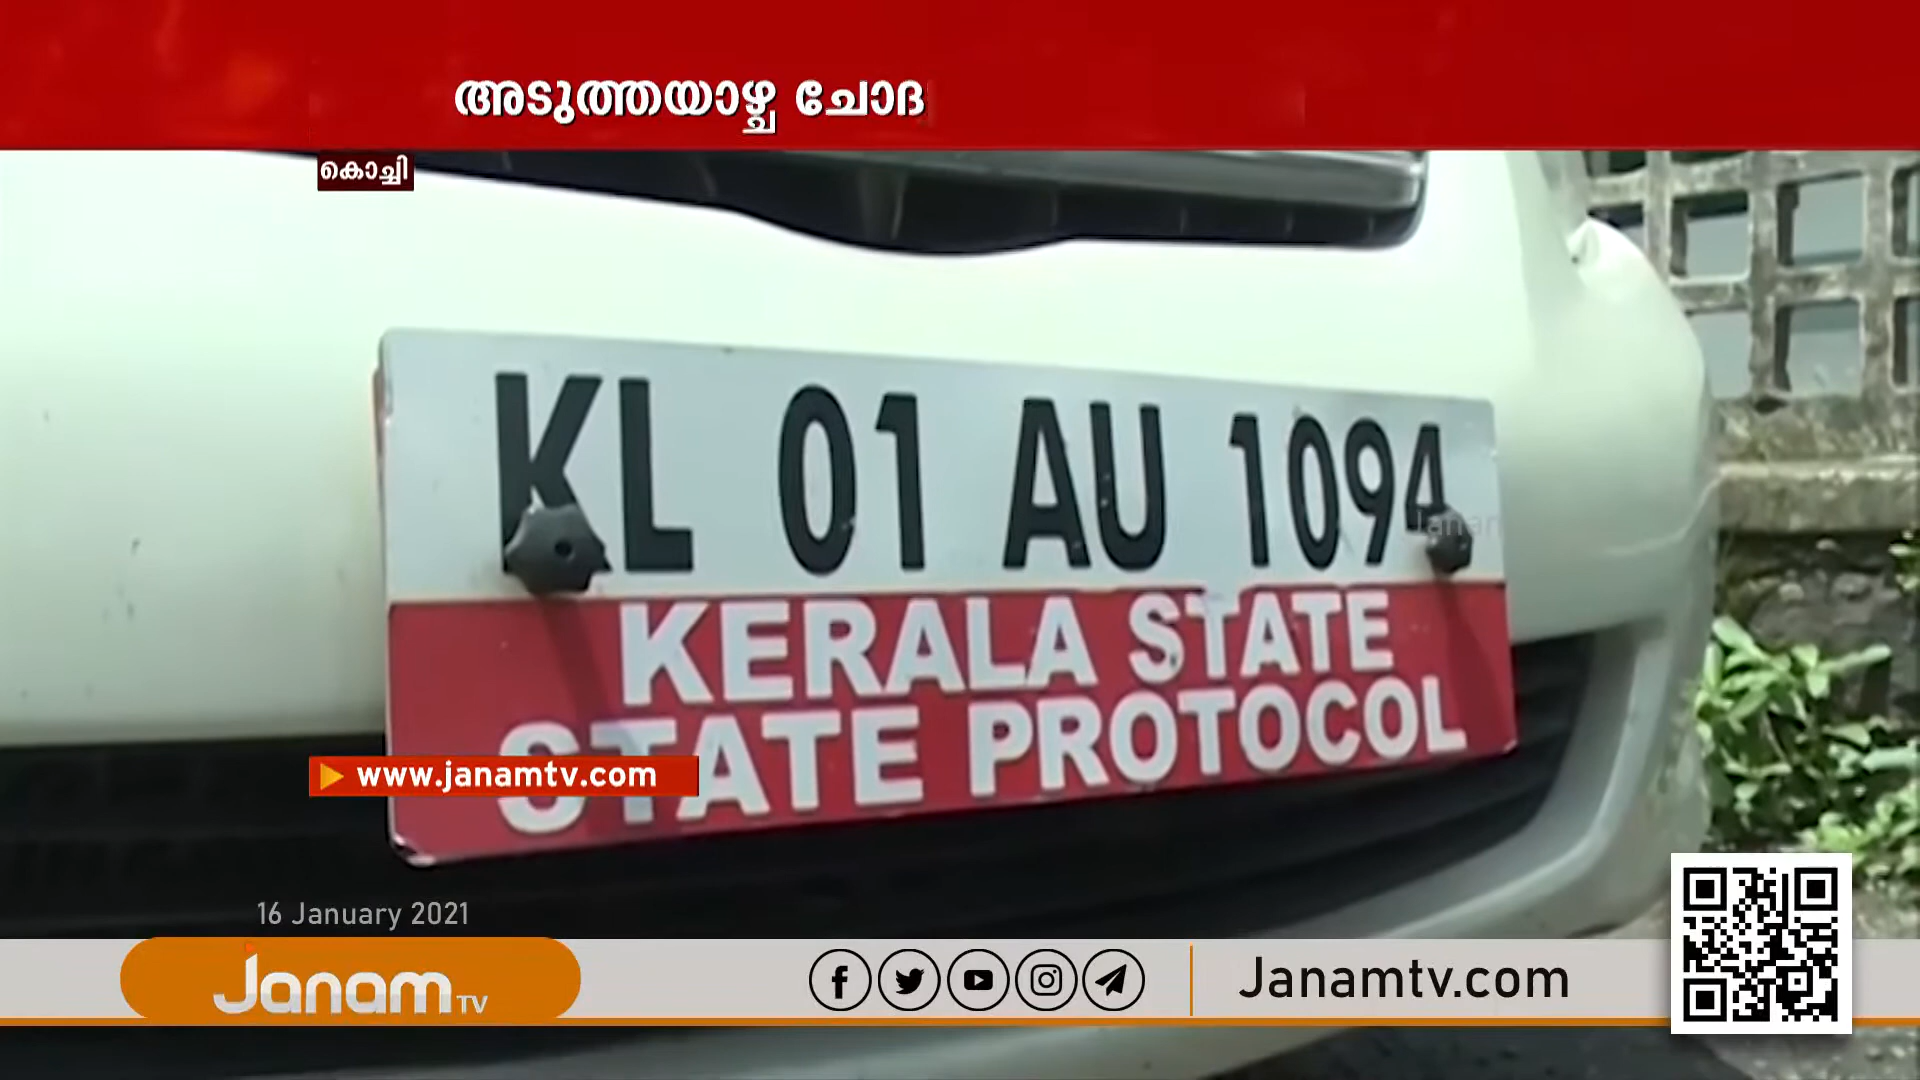 അടുത്തയാഴ്ച ചോദ
കൊച്ചി
KL 01 AU 1094
Janam
KERALA STATE
STATE PROTOCOL
www.janamtv.com
16 January 2021
Janam TV
Janamtv.com